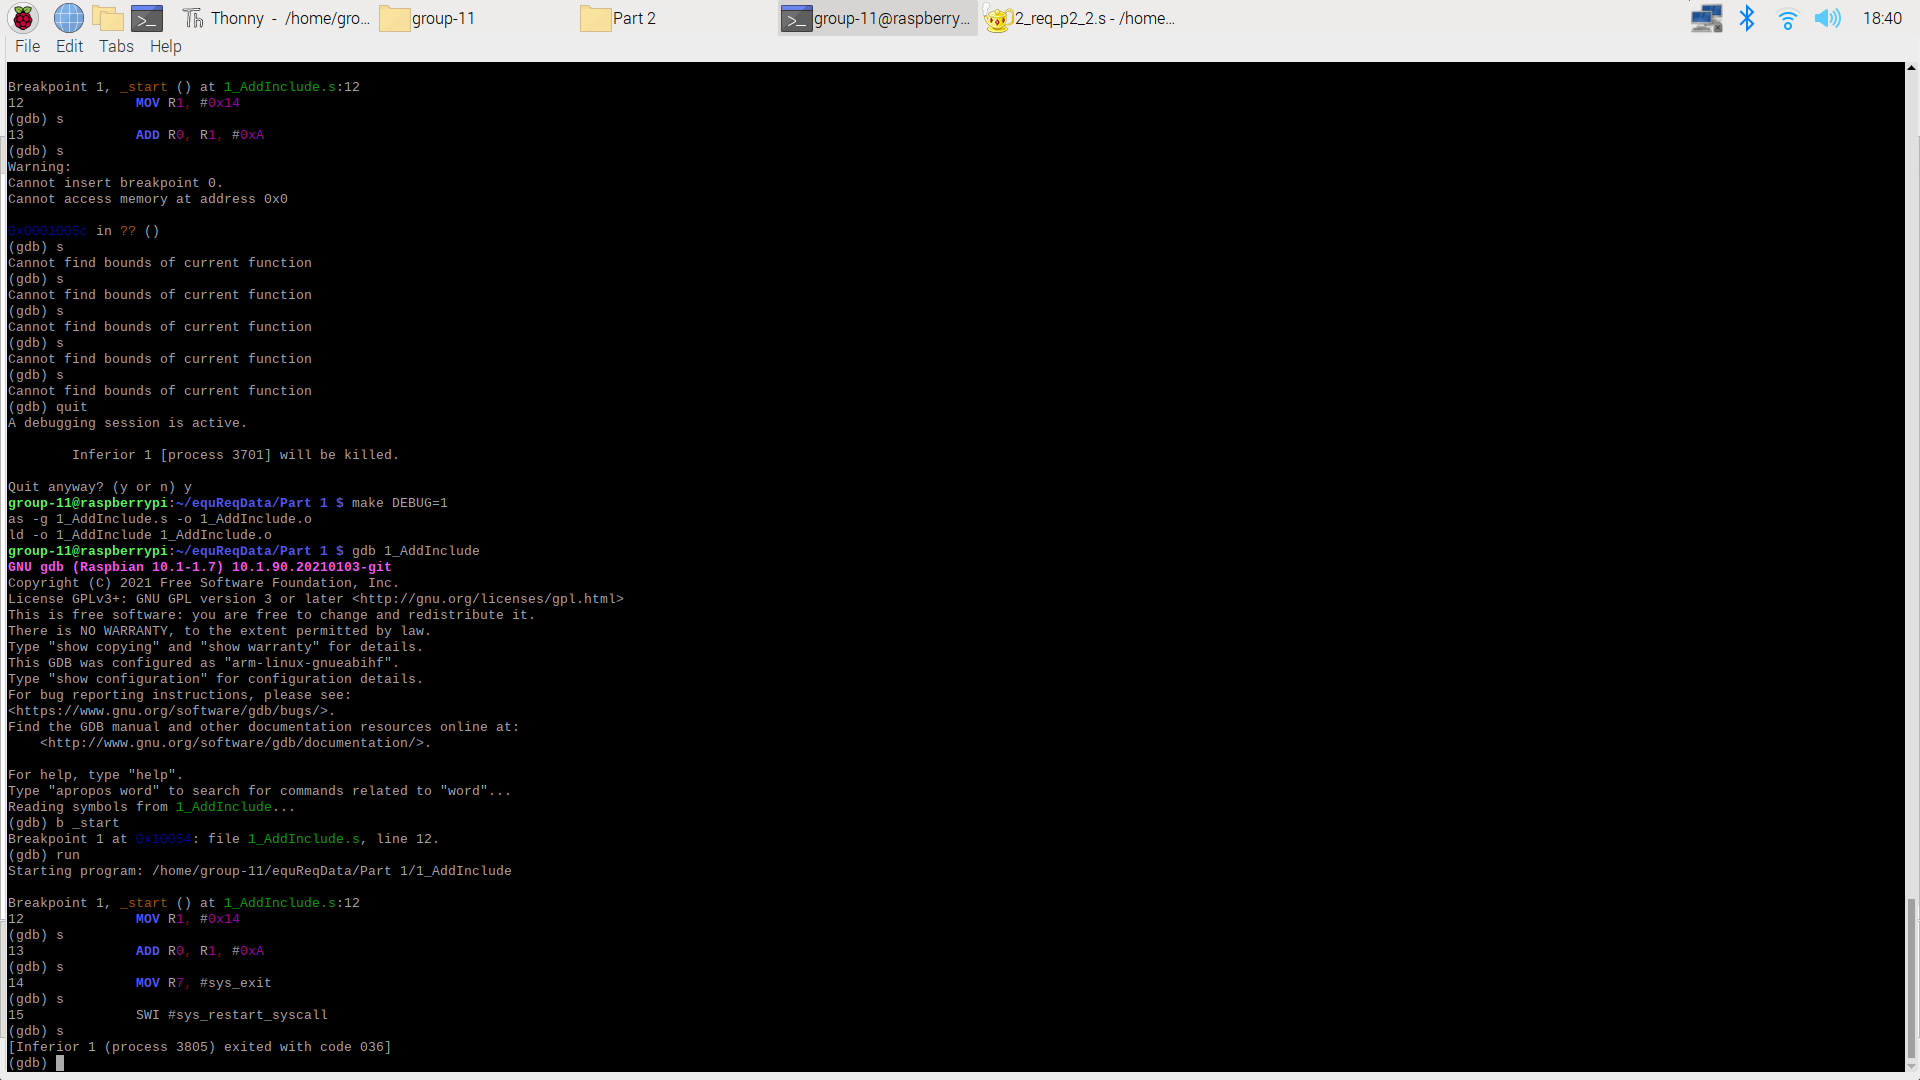 Thonny - /home/gro...
group-11
Part 2
group-11@raspberry...
2_req_p2_2.s - /home...
18:40
File Edit Tabs Help
Breakpoint 1, _start () at 1_AddInclude.s:12
12 MOV R1, #0x14
(gdb) s
13 ADD R0, R1, #0xA
(gdb) s
Warning:
Cannot insert breakpoint 0.
Cannot access memory at address 0x0
0x0001005c in ?? ()
(gdb) s
Cannot find bounds of current function
(gdb) s
Cannot find bounds of current function
(gdb) s
Cannot find bounds of current function
(gdb) s
Cannot find bounds of current function
(gdb) s
Cannot find bounds of current function
(gdb) quit
A debugging session is active.
Inferior 1 [process 3701] will be killed.
Quit anyway? (y or n) y
group-11@raspberrypi:~/equReqData/Part 1 $ make DEBUG=1
as -g 1_AddInclude.s -o 1_AddInclude.o
ld -o 1_AddInclude 1_AddInclude.o
group-11@raspberrypi:~/equReqData/Part 1 $ gdb 1_AddInclude
GNU gdb (Raspbian 10.1-1.7) 10.1.90.20210103-git
Copyright (C) 2021 Free Software Foundation, Inc.
License GPLv3+: GNU GPL version 3 or later <http://gnu.org/licenses/gpl.html>
This is free software: you are free to change and redistribute it.
There is NO WARRANTY, to the extent permitted by law.
Type "show copying" and "show warranty" for details.
This GDB was configured as "arm-linux-gnueabihf".
Type "show configuration" for configuration details.
For bug reporting instructions, please see:
<https://www.gnu.org/software/gdb/bugs/>.
Find the GDB manual and other documentation resources online at:
<http://www.gnu.org/software/gdb/documentation/>.
For help, type "help".
Type "apropos word" to search for commands related to "word"...
Reading symbols from 1_AddInclude...
(gdb) b _start
Breakpoint 1 at 0x10054: file 1_AddInclude.s, line 12.
(gdb) run
Starting program: /home/group-11/equReqData/Part 1/1_AddInclude
Breakpoint 1, _start () at 1_AddInclude.s:12
12 MOV R1, #0x14
(gdb) s
13 ADD R0, R1, #0xA
(gdb) s
14 MOV R7, #sys_exit
(gdb) s
15 SWI #sys_restart_syscall
(gdb) s
[Inferior 1 (process 3805) exited with code 036]
(gdb)